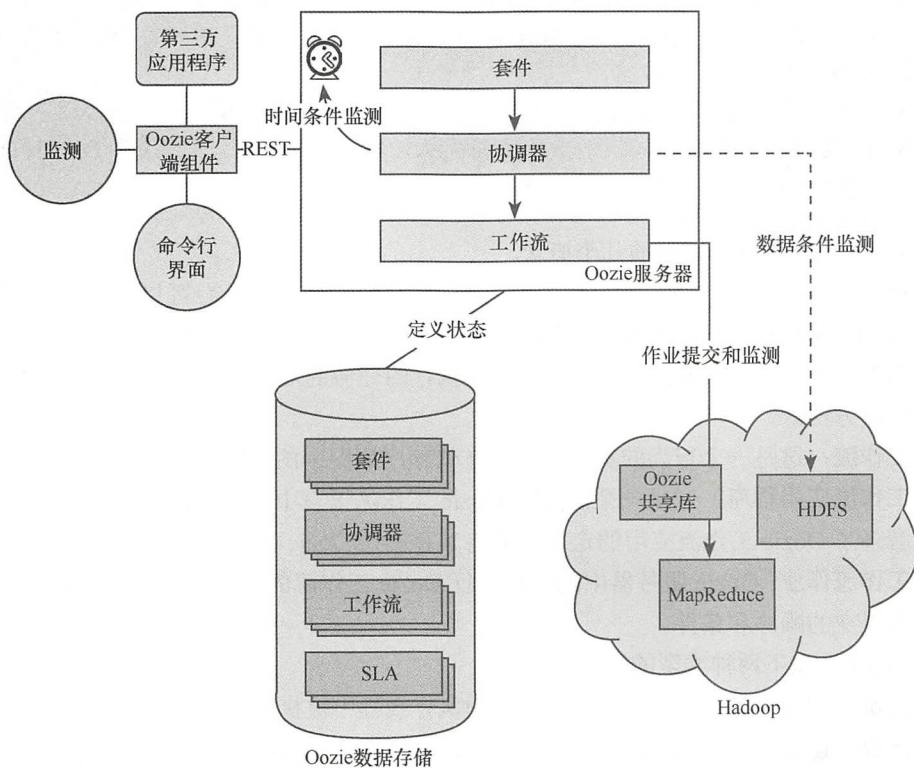 第三方
应用程序
监测
Oozie客户
端组件
REST
命令行
界面
时间条件监测
套件
协调器
工作流
Oozie服务器
数据条件监测
定义状态
作业提交和监测
套件
协调器
工作流
SLA
Oozie数据存储
Oozie
共享库
HDFS
MapReduce
Hadoop